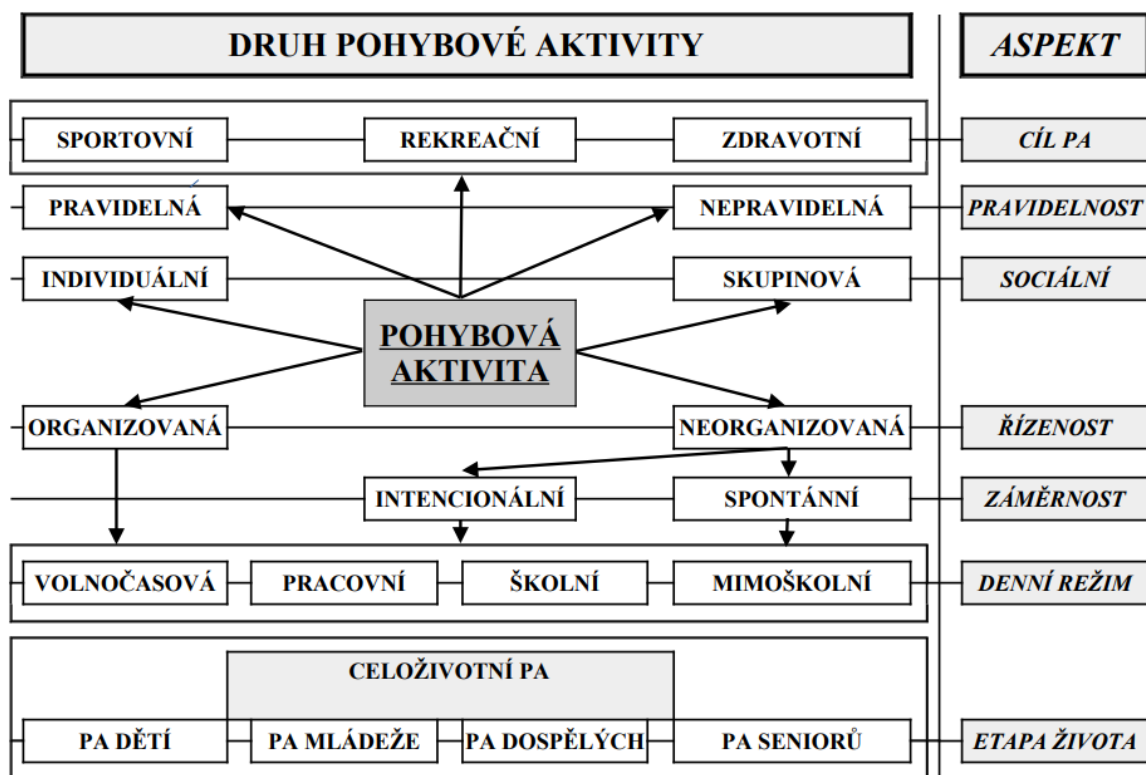 DRUH POHYBOVÉ AKTIVITY ASPEKT
SPORTOVNÍ REKREAČNÍ ZDRAVOTNÍ CÍL PA
PRAVIDELNÁ NEPRAVIDELNÁ PRAVIDELNOST
INDIVIDUÁLNÍ SKUPINOVÁ SOCIÁLNÍ
POHYBOVÁ
AKTIVITA
ORGANIZOVANÁ NEORGANIZOVANÁ ŘÍZENOST
INTENCIONÁLNÍ SPONTÁNNÍ ZÁMĚRNOST
VOLNOČASOVÁ PRACOVNÍ ŠKOLNÍ MIMOŠKOLNÍ DENNÍ REŽIM
CELOŽIVOTNÍ PA
PA DĚTÍ PA MLÁDEŽE PA DOSPĚLÝCH PA SENIORŮ ETAPA ŽIVOTA